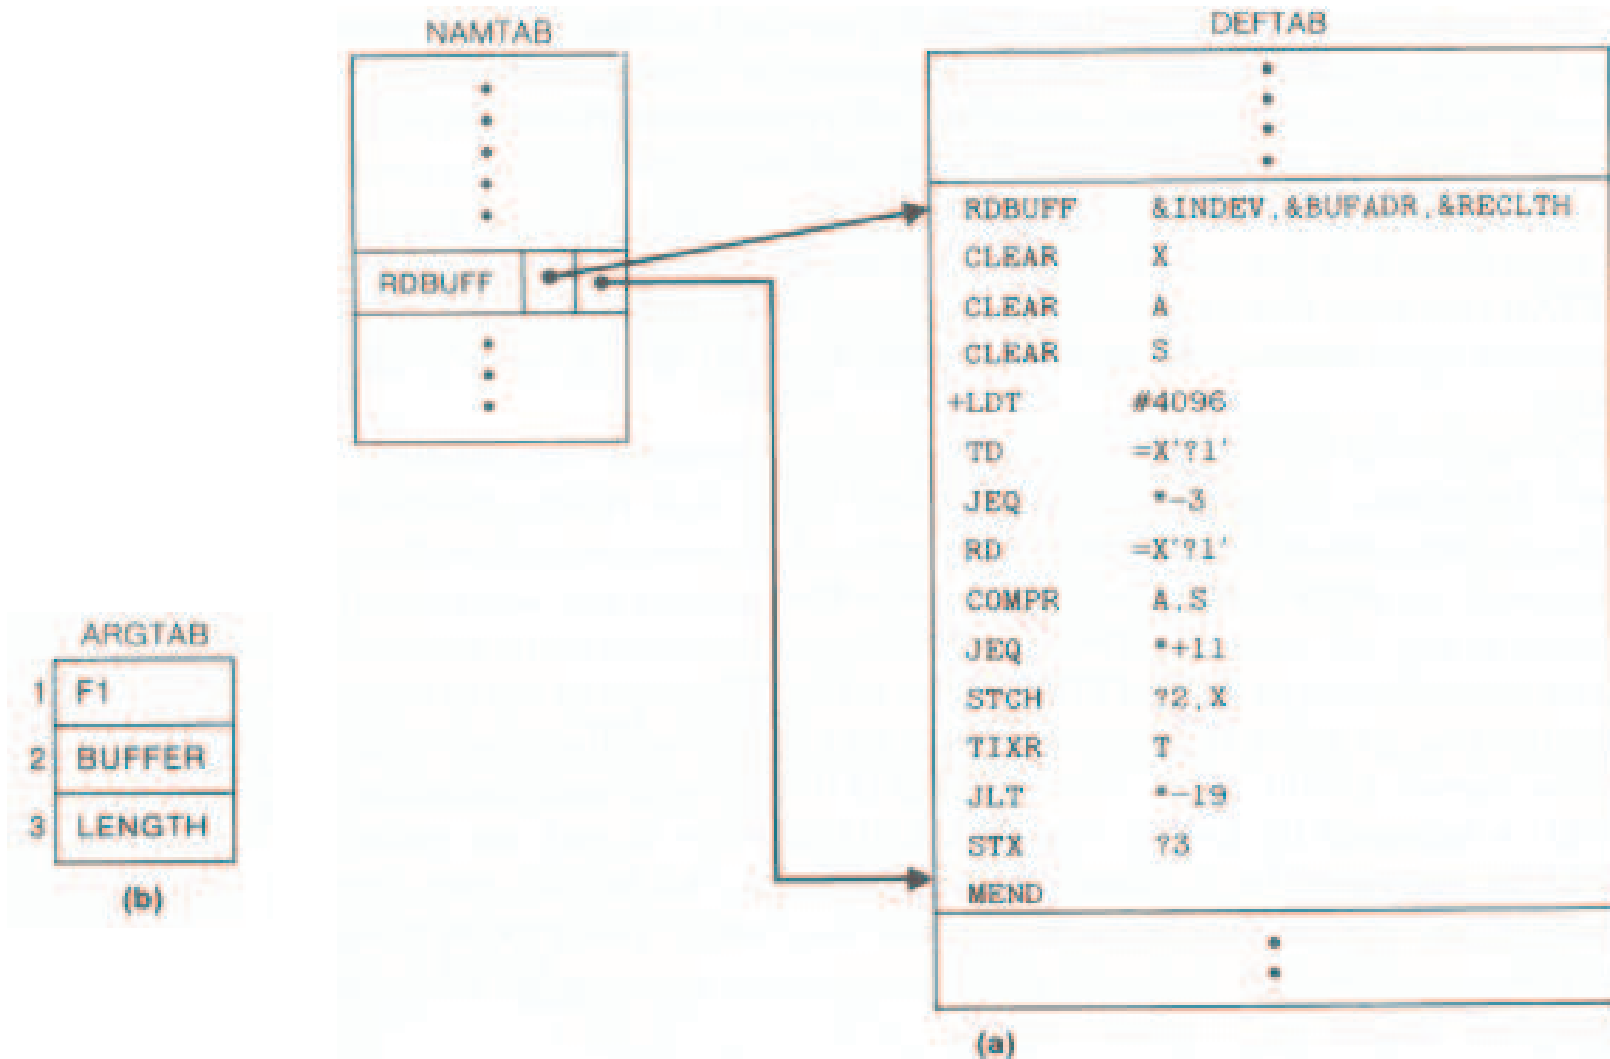 NAMTAB
RDBUFF
DEFTAB
RDBUFF &INDEV,&BUFADR,&RECLTH
CLEAR X
CLEAR A
CLEAR S
+LDT #4096
TD =X'?1'
JEQ *-3
RD =X'?1'
COMPR A,S
JEQ *+11
STCH ?2,X
TIXR T
JLT *-19
STX ?3
MEND
(a)
ARGTAB
1 F1
2 BUFFER
3 LENGTH
(b)